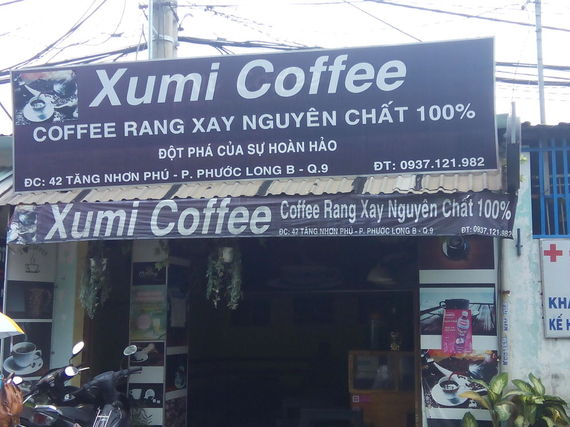 Xumi Coffee
COFFEE RANG XAY NGUYÊN CHẤT 100%
ĐỘT PHÁ CỦA SỰ HOÀN HẢO
ĐC: 42 TĂNG NHƠN PHÚ - P. PHƯỚC LONG B - Q.9 ĐT: 0937.121.982
Xumi Coffee Coffee Rang Xay Nguyên Chất 100%
ĐC: 42 TĂNG NHƠN PHÚ - P. PHƯỚC LONG B - Q.9 ĐT: 0937.121.982
KHÁ
KẾ H